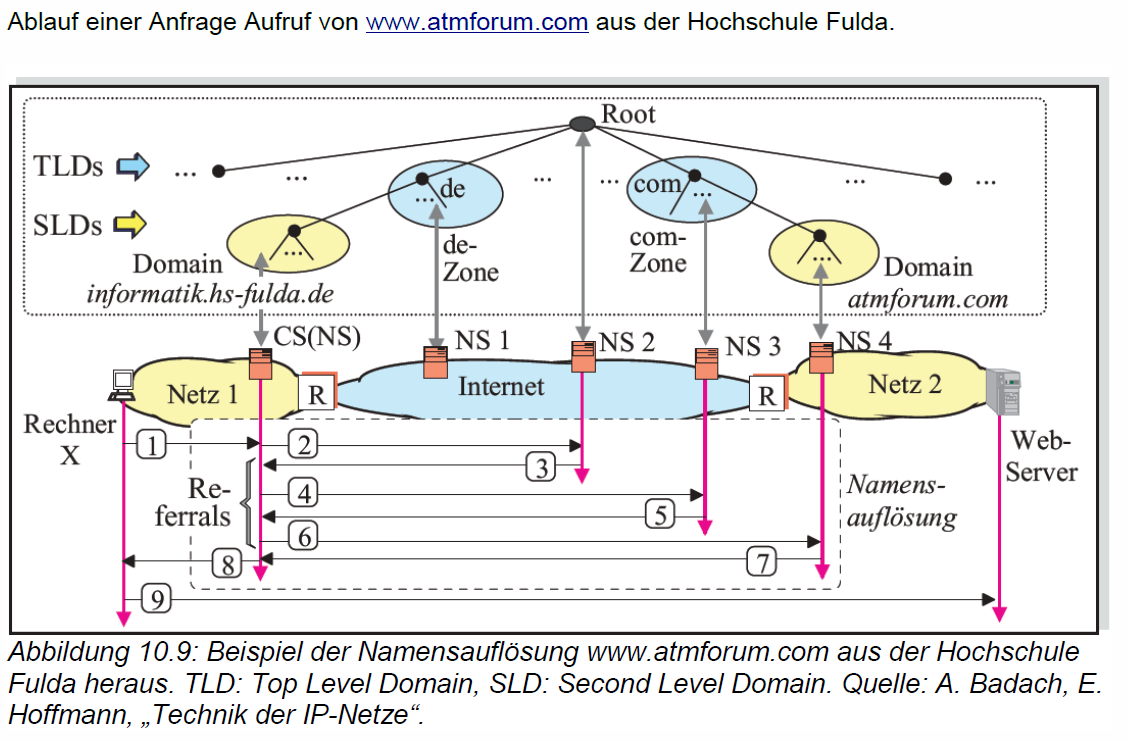 Ablauf einer Anfrage Aufruf von www.atmforum.com aus der Hochschule Fulda.
Root
TLDs ... ... ... ... ... ...
... de
com ...
SLDs
... de-Zone com-Zone ...
Domain
informatik.hs-fulda.de
Domain
atmforum.com
CS(NS) NS 1 NS 2 NS 3 NS 4
Netz 1 R Internet R Netz 2
Rechner X
Web-Server
1 2
3
Re-
ferrals
4
5
6
7
8
9
Namens-
auflösung
Abbildung 10.9: Beispiel der Namensauflösung www.atmforum.com aus der Hochschule
Fulda heraus. TLD: Top Level Domain, SLD: Second Level Domain. Quelle: A. Badach, E.
Hoffmann, „Technik der IP-Netze“.